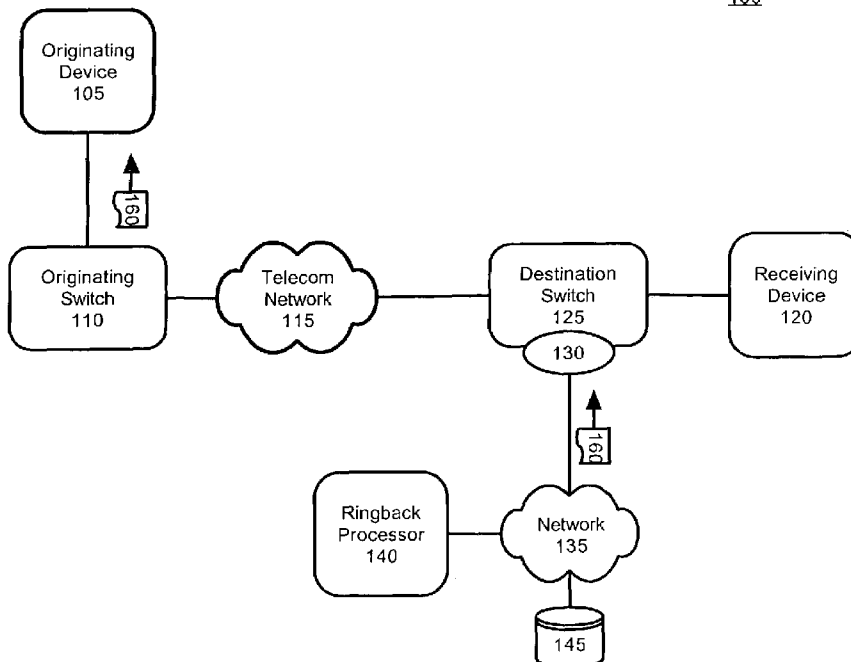 Originating
Device
105
160
Originating
Switch
110
Telecom
Network
115
Destination
Switch
125
130
Receiving
Device
120
160
Ringback
Processor
140
Network
135
145